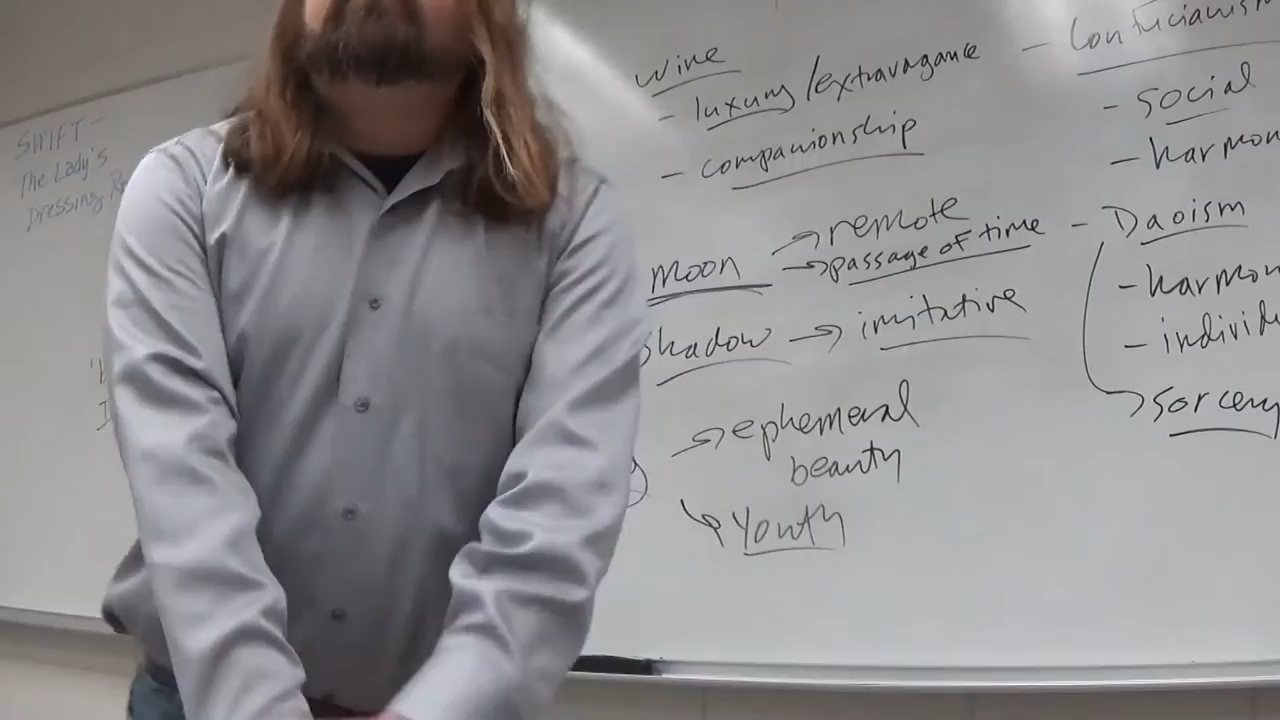 SWIFT -
The Lady's
Dressing
wine
- luxury/extravagance
- companionship
moon → remote
→ passage of time
shadow → imitative
→ ephemeral
beauty
↳ Youth
- Confucianism
- social
- harmon
- Daoism
- harmon
- individ
→ sorcery